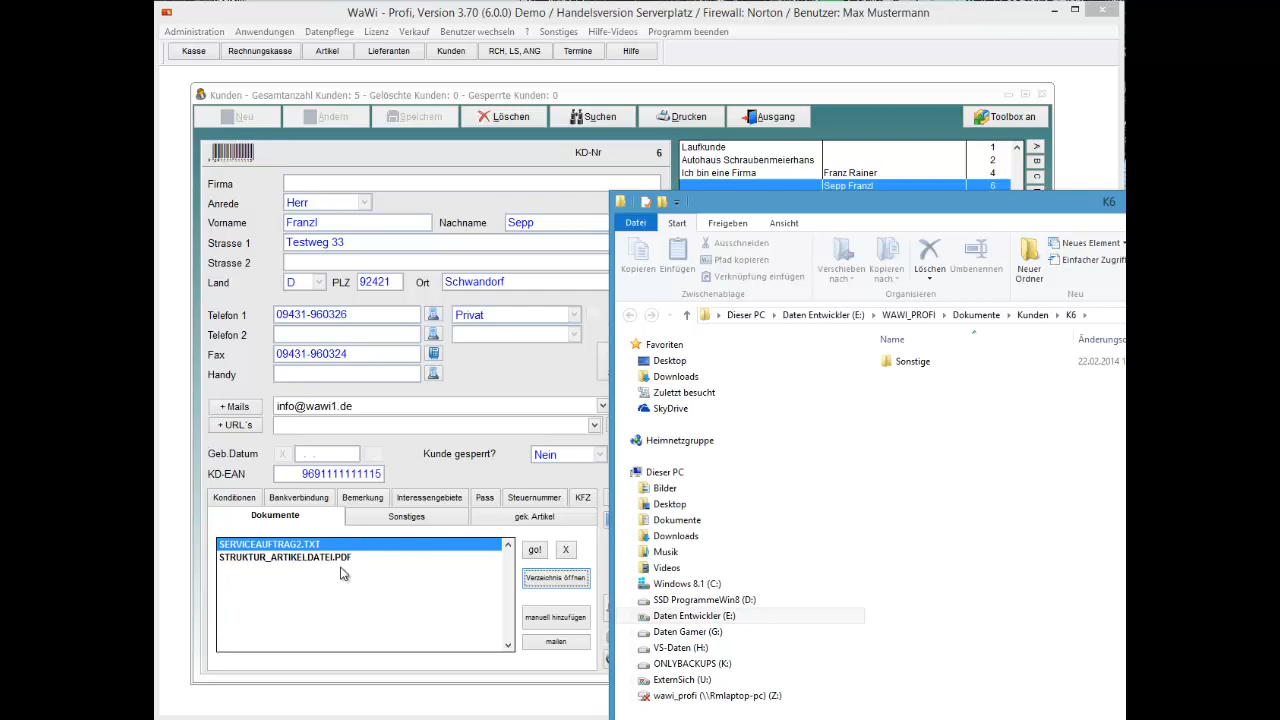 WaWi - Profi, Version 3.70 (6.0.0) Demo / Handelsversion Serverplatz / Firewall: Norton / Benutzer: Max Mustermann
Administration Anwendungen Datenpflege Lizenz Verkauf Benutzer wechseln ? Sonstiges Hilfe-Videos Programm beenden
Kasse Rechnungskasse Artikel Lieferanten Kunden RCH, LS, ANG Termine Hilfe
Kunden - Gesamtanzahl Kunden: 5 - Gelöschte Kunden: 0 - Gesperrte Kunden: 0
Neu Ändern Speichern Löschen Suchen Drucken Ausgang Toolbox an
KD-Nr 6
Laufkunde 1
Autohaus Schraubenmeierhans 2
Ich bin eine Firma Franz Rainer 4
Sepp Franzl 6
A
B
C
Firma
Anrede Herr
Vorname Franzl Nachname Sepp
Strasse 1 Testweg 33
Strasse 2
Land D PLZ 92421 Ort Schwandorf
Telefon 1 09431-960326 Privat
Telefon 2
Fax 09431-960324
Handy
+ Mails info@wawi1.de
+ URL´s
Geb.Datum X . . Kunde gesperrt? Nein
KD-EAN 9691111111115
Konditionen Bankverbindung Bemerkung Interessengebiete Pass Steuernummer KFZ
Dokumente Sonstiges gek. Artikel
SERVICEAUFTRAG2.TXT
STRUKTUR_ARTIKELDATEI.PDF
go! X
Verzeichnis öffnen
manuell hinzufügen
mailen
K6
Datei Start Freigeben Ansicht
Kopieren Einfügen
Ausschneiden
Pfad kopieren
Verknüpfung einfügen
Zwischenablage
Verschieben nach Kopieren nach Löschen Umbenennen
Organisieren
Neuer Ordner
Neues Element
Einfacher Zugriff
Neu
Dieser PC Daten Entwickler (E:) WAWI_PROFI Dokumente Kunden K6
Name Änderungsd
Sonstige 22.02.2014 1
Favoriten
Desktop
Downloads
Zuletzt besucht
SkyDrive
Heimnetzgruppe
Dieser PC
Bilder
Desktop
Dokumente
Downloads
Musik
Videos
Windows 8.1 (C:)
SSD ProgrammeWin8 (D:)
Daten Entwickler (E:)
Daten Gamer (G:)
VS-Daten (H:)
ONLYBACKUPS (K:)
ExternSich (U:)
wawi_profi (\\Rmlaptop-pc) (Z:)